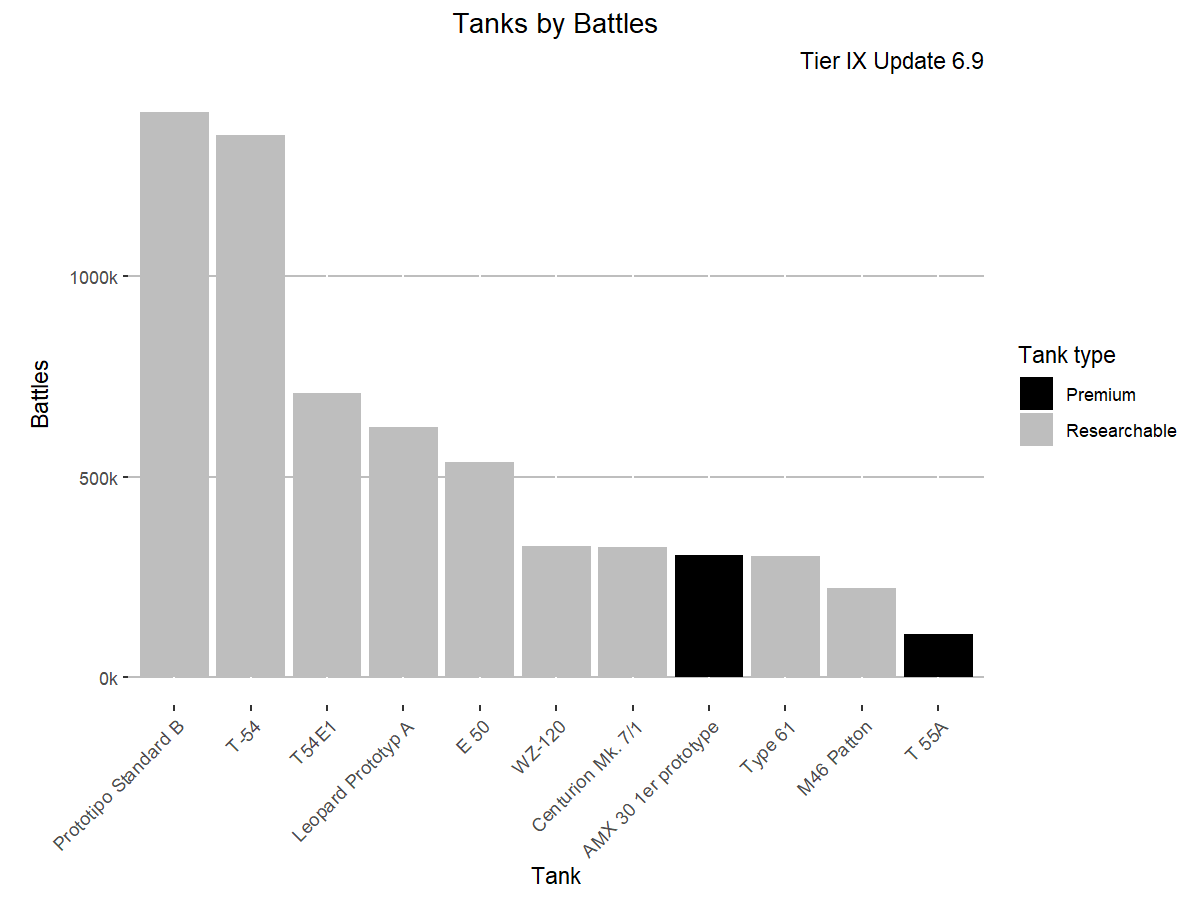 Tanks by Battles
Tier IX Update 6.9
1000k
500k
0k
Battles
Prototipo Standard B
T-54
T54E1
Leopard Prototyp A
E 50
WZ-120
Centurion Mk. 7/1
AMX 30 1er prototype
Type 61
M46 Patton
T 55A
Tank
Tank type
Premium
Researchable